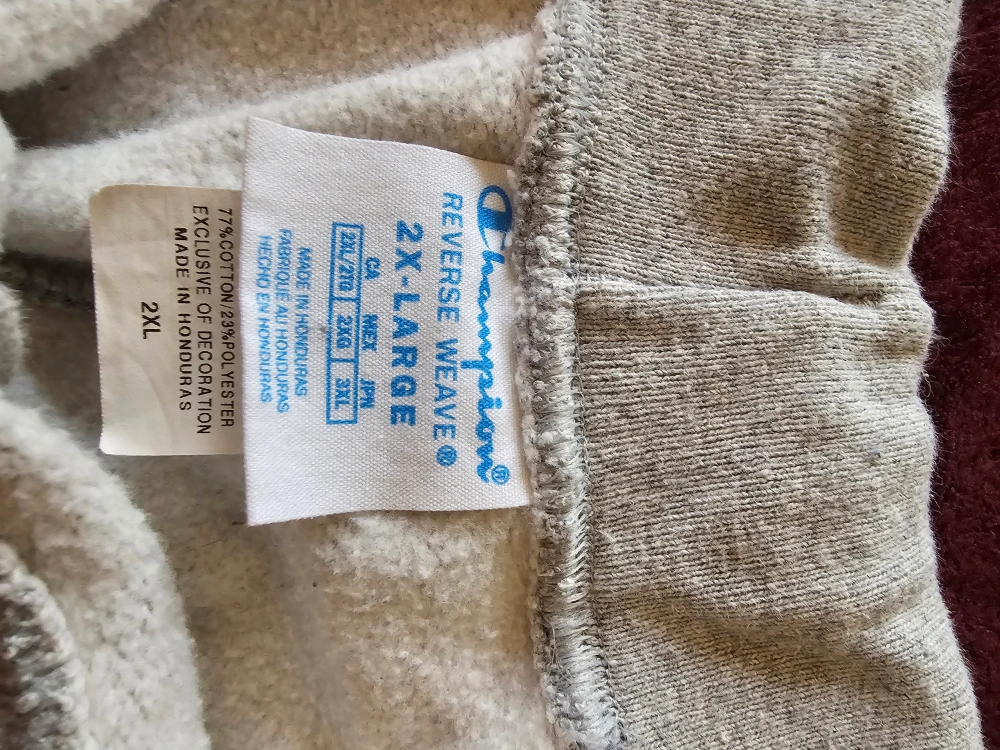 Champion®
REVERSE WEAVE®
2X-LARGE
CA MEX JPN
2XL/2TG 2XG 3XL
MADE IN HONDURAS
FABRIQUÉ AU HONDURAS
HECHO EN HONDURAS
77%COTTON/23%POLYESTER
EXCLUSIVE OF DECORATION
MADE IN HONDURAS
2XL